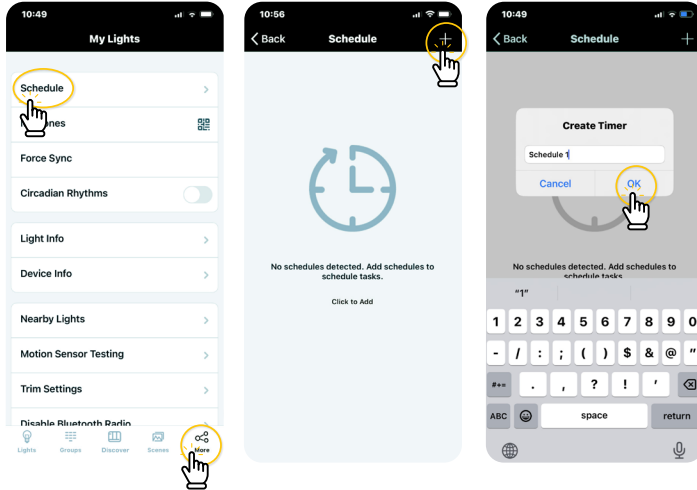 10:49
My Lights
Schedule
Force Sync
Circadian Rhythms
Light Info
Device Info
Nearby Lights
Motion Sensor Testing
Trim Settings
Disable Bluetooth Radio
Lights Groups Discover Scenes More
10:56
Back Schedule +
No schedules detected. Add schedules to
schedule tasks.
Click to Add
10:49
Back Schedule +
Create Timer
Schedule 1
Cancel OK
No schedules detected. Add schedules to
schedule tasks.
"1"
1 2 3 4 5 6 7 8 9 0
- / : ; ( ) $ & @ "
#+= . , ? ! '
ABC space return